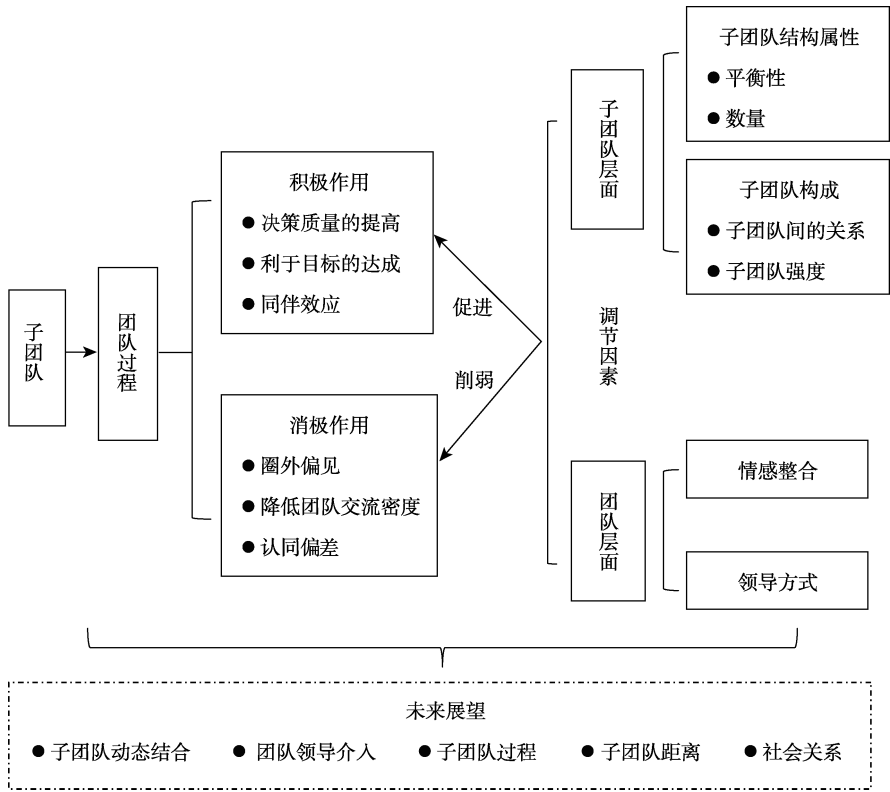 子团队
团队过程
积极作用
● 决策质量的提高
● 利于目标的达成
● 同伴效应
消极作用
● 圈外偏见
● 降低团队交流密度
● 认同偏差
促进
削弱
调节因素
子团队层面
子团队结构属性
● 平衡性
● 数量
子团队构成
● 子团队间的关系
● 子团队强度
团队层面
情感整合
领导方式
未来展望
● 子团队动态结合 ● 团队领导介入 ● 子团队过程 ● 子团队距离 ● 社会关系